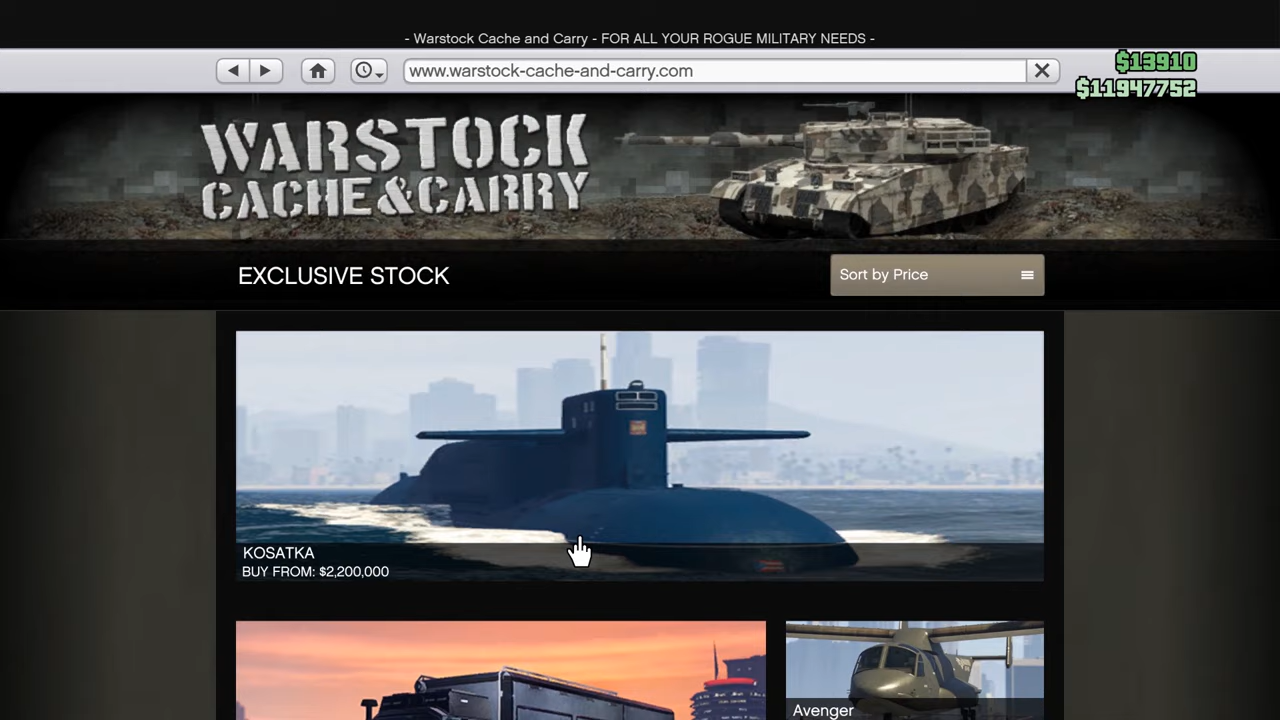 - Warstock Cache and Carry - FOR ALL YOUR ROGUE MILITARY NEEDS -
www.warstock-cache-and-carry.com
$13910
$11947752
WARSTOCK
CACHE&CARRY
EXCLUSIVE STOCK
Sort by Price
KOSATKA
BUY FROM: $2,200,000
Avenger